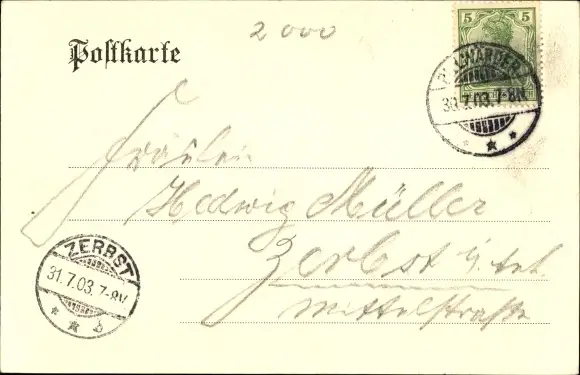 2000
Postkarte
5 5
30.7.03. 7-8N.
Fräulein
Hedwig Müller
Zerbst i. Anh.
Mittelstraße
ZERBST
31.7.03. 7-8V.